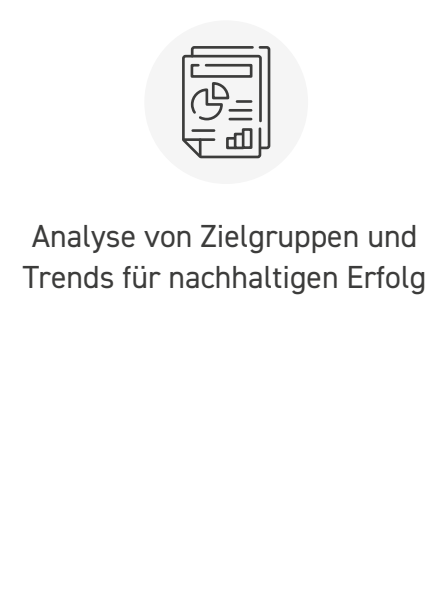 Analyse von Zielgruppen und
Trends für nachhaltigen Erfolg